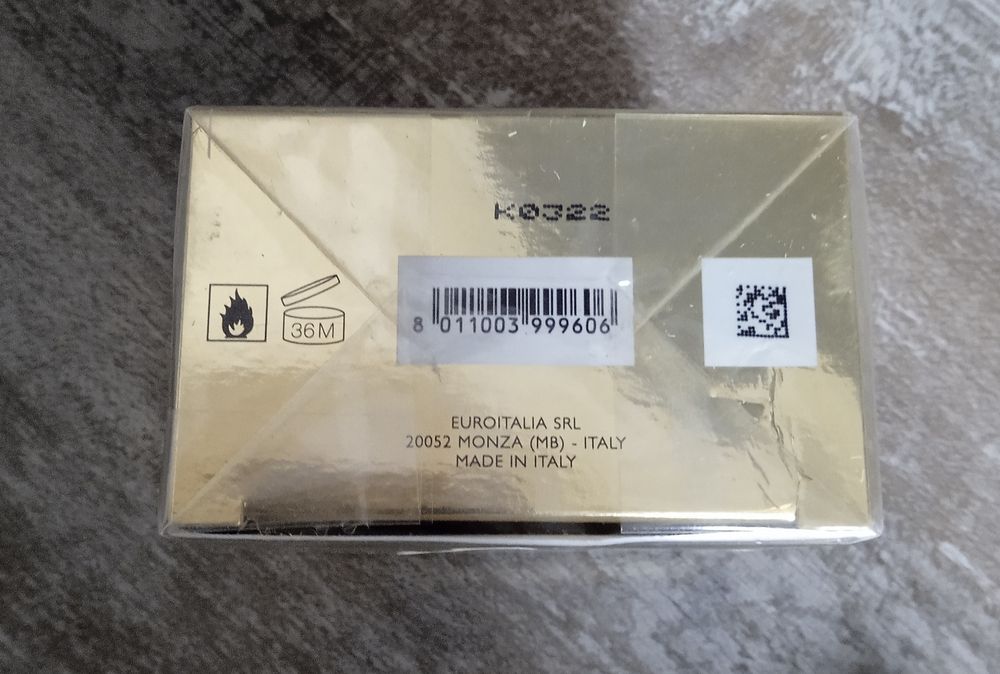 K0322
36M
8 011003 999606
EUROITALIA SRL
20052 MONZA (MB) - ITALY
MADE IN ITALY